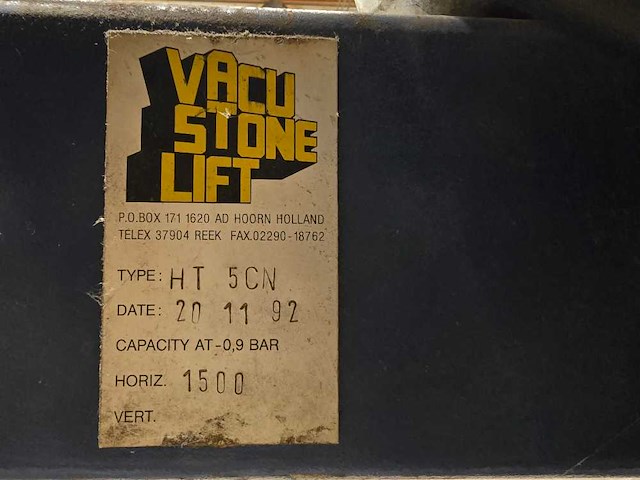 VACU
STONE
LIFT
P.O.BOX 171 1620 AD HOORN HOLLAND
TELEX 37904 REEK FAX.02290-18762
TYPE: HT 5CN
DATE: 20 11 92
CAPACITY AT -0,9 BAR
HORIZ. 1500
VERT.